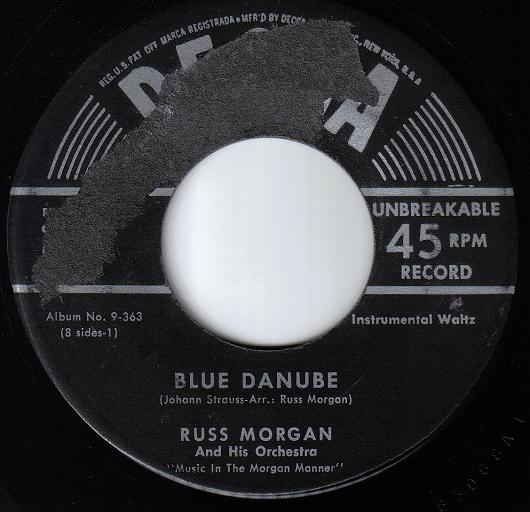 REG. U.S. PAT. OFF. MARCA REGISTRADA • MFR'D BY DECCA
, NEW YORK, U.S.A.
UNBREAKABLE
45 RPM
RECORD
Album No. 9-363
(8 sides-1)
Instrumental Waltz
BLUE DANUBE
(Johann Strauss-Arr.: Russ Morgan)
RUSS MORGAN
And His Orchestra
"Music In The Morgan Manner"